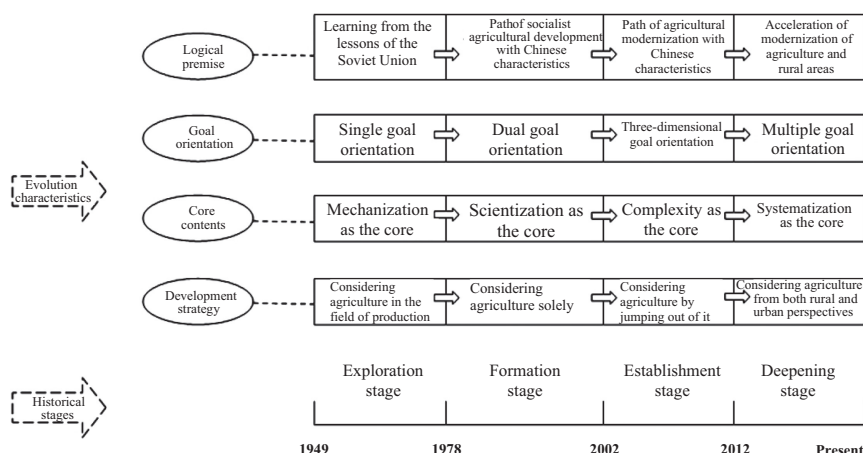 Logical
premise
Learning from the
lessons of the
Soviet Union
Pathof socialist
agricultural development
with Chinese
characteristics
Path of agricultural
modernization with
Chinese
characteristics
Acceleration of
modernization of
agriculture and
rural areas
Goal
orientation
Single goal
orientation
Dual goal
orientation
Three-dimensional
goal orientation
Multiple goal
orientation
Evolution
characteristics
Core
contents
Mechanization
as the core
Scientization as
the core
Complexity as
the core
Systematization
as the core
Development
strategy
Considering
agriculture in the
field of production
Considering
agriculture solely
Considering
agriculture by
jumping out of it
Considering agriculture
from both rural and
urban perspectives
Historical
stages
Exploration
stage
Formation
stage
Establishment
stage
Deepening
stage
1949 1978 2002 2012 Present